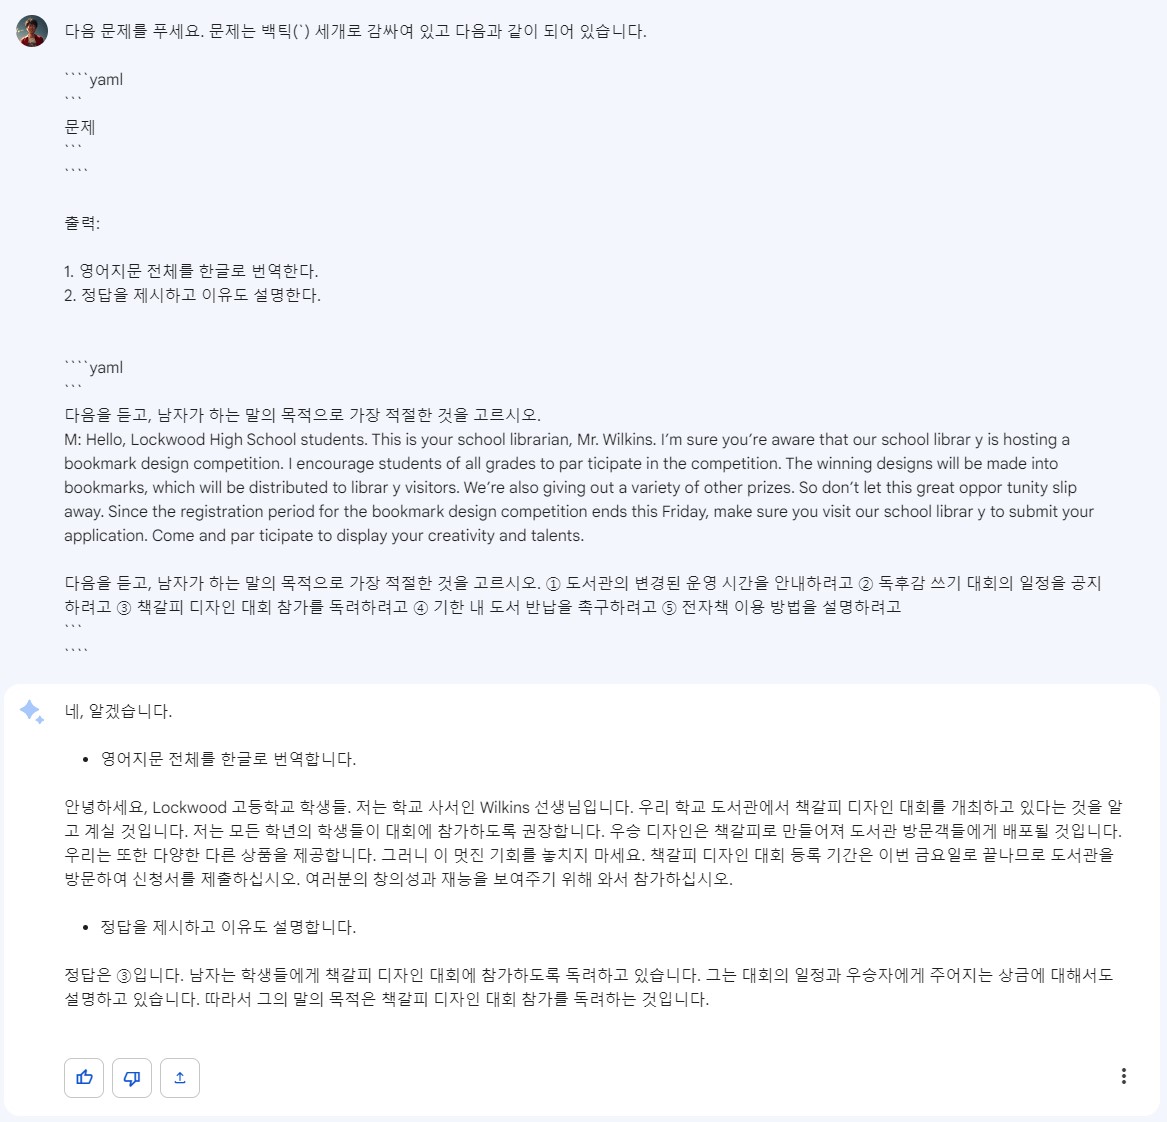 다음 문제를 푸세요. 문제는 백틱(`) 세개로 감싸여 있고 다음과 같이 되어 있습니다.
````yaml
```
문제
```
````
출력:
1. 영어지문 전체를 한글로 번역한다.
2. 정답을 제시하고 이유도 설명한다.
````yaml
```
다음을 듣고, 남자가 하는 말의 목적으로 가장 적절한 것을 고르시오.
M: Hello, Lockwood High School students. This is your school librarian, Mr. Wilkins. I’m sure you’re aware that our school librar y is hosting a
bookmark design competition. I encourage students of all grades to par ticipate in the competition. The winning designs will be made into
bookmarks, which will be distributed to librar y visitors. We’re also giving out a variety of other prizes. So don’t let this great oppor tunity slip
away. Since the registration period for the bookmark design competition ends this Friday, make sure you visit our school librar y to submit your
application. Come and par ticipate to display your creativity and talents.
다음을 듣고, 남자가 하는 말의 목적으로 가장 적절한 것을 고르시오. ① 도서관의 변경된 운영 시간을 안내하려고 ② 독후감 쓰기 대회의 일정을 공지
하려고 ③ 책갈피 디자인 대회 참가를 독려하려고 ④ 기한 내 도서 반납을 촉구하려고 ⑤ 전자책 이용 방법을 설명하려고
```
````
네, 알겠습니다.
• 영어지문 전체를 한글로 번역합니다.
안녕하세요, Lockwood 고등학교 학생들. 저는 학교 사서인 Wilkins 선생님입니다. 우리 학교 도서관에서 책갈피 디자인 대회를 개최하고 있다는 것을 알
고 계실 것입니다. 저는 모든 학년의 학생들이 대회에 참가하도록 권장합니다. 우승 디자인은 책갈피로 만들어져 도서관 방문객들에게 배포될 것입니다.
우리는 또한 다양한 다른 상품을 제공합니다. 그러니 이 멋진 기회를 놓치지 마세요. 책갈피 디자인 대회 등록 기간은 이번 금요일로 끝나므로 도서관을
방문하여 신청서를 제출하십시오. 여러분의 창의성과 재능을 보여주기 위해 와서 참가하십시오.
• 정답을 제시하고 이유도 설명합니다.
정답은 ③입니다. 남자는 학생들에게 책갈피 디자인 대회에 참가하도록 독려하고 있습니다. 그는 대회의 일정과 우승자에게 주어지는 상금에 대해서도
설명하고 있습니다. 따라서 그의 말의 목적은 책갈피 디자인 대회 참가를 독려하는 것입니다.